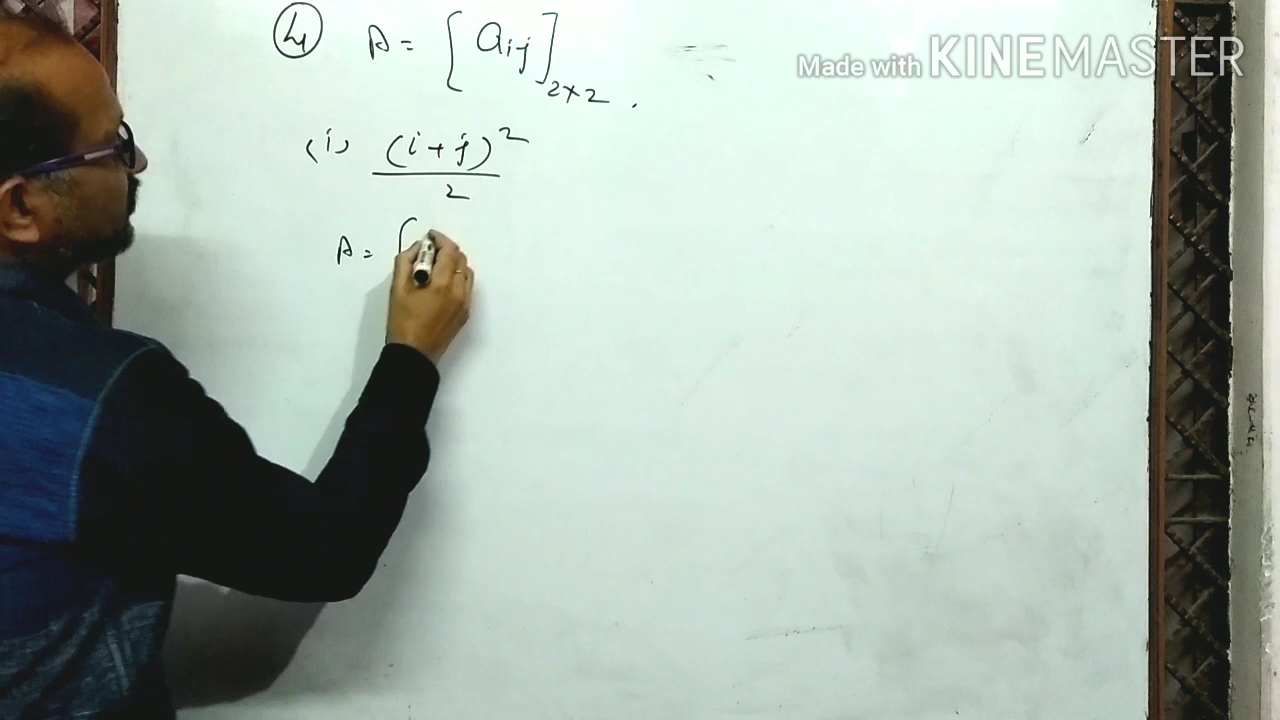 ④ A = [aij]2×2 .
Made with KINEMASTER
(i) (i+j)²
2
A = [